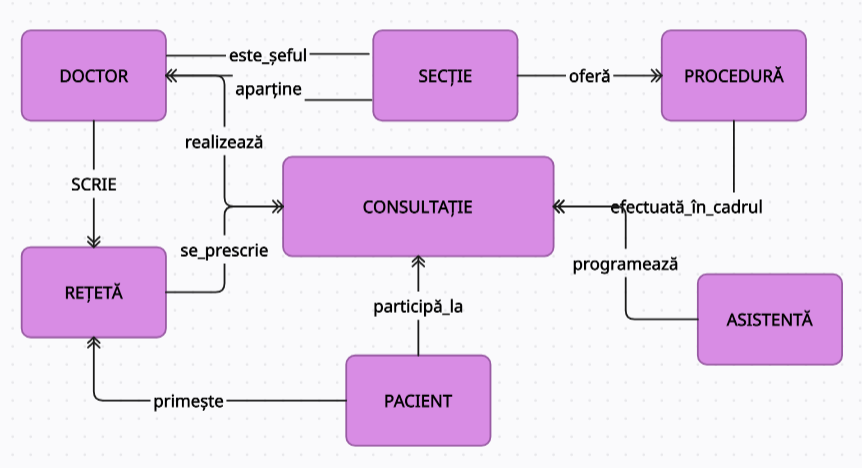 DOCTOR
este_șeful
SECȚIE
oferă
PROCEDURĂ
aparține
realizează
SCRIE
CONSULTAȚIE
efectuată_în_cadrul
se_prescrie
programează
REȚETĂ
participă_la
ASISTENTĂ
primește
PACIENT